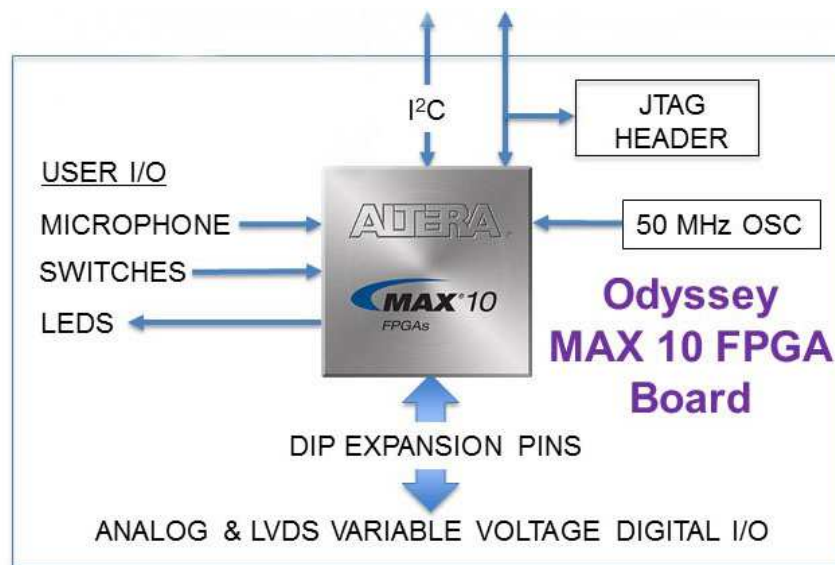 I²C
JTAG
HEADER
USER I/O
MICROPHONE
SWITCHES
LEDS
ALTERA®
MAX®10
FPGAs
50 MHz OSC
Odyssey
MAX 10 FPGA
Board
DIP EXPANSION PINS
ANALOG & LVDS VARIABLE VOLTAGE DIGITAL I/O